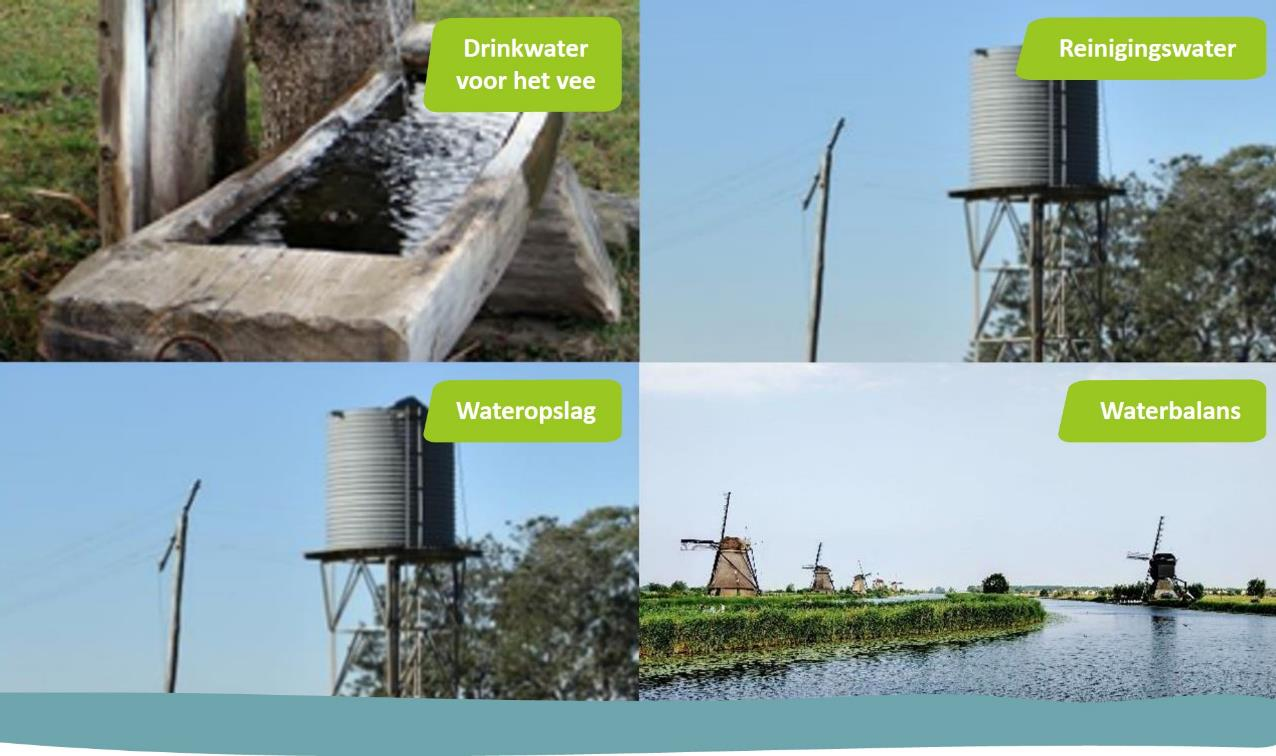 Drinkwater
voor het vee
Reinigingswater
Wateropslag
Waterbalans